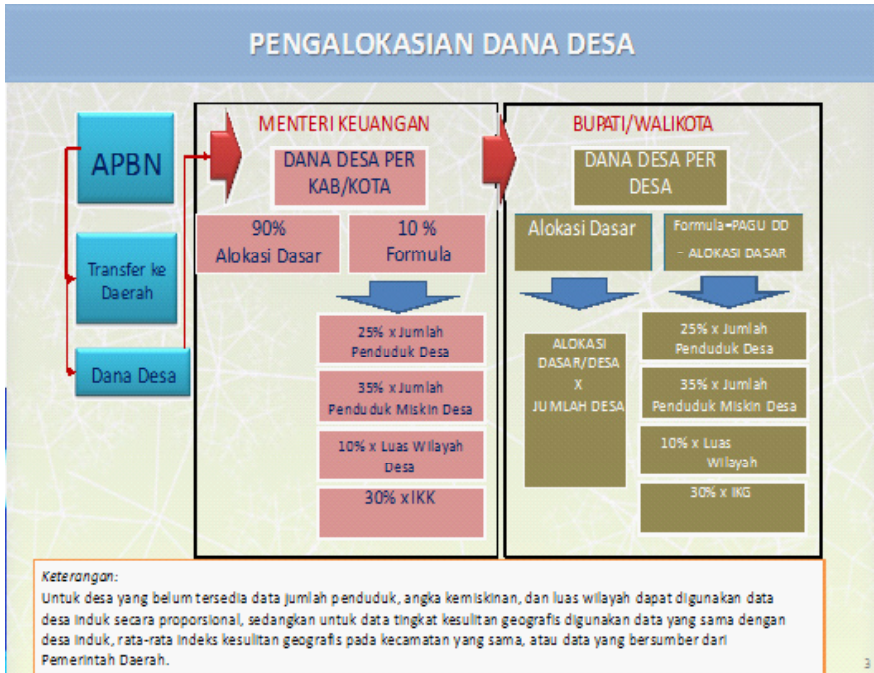 PENGALOKASIAN DANA DESA
APBN
Transfer ke
Daerah
Dana Desa
MENTERI KEUANGAN
DANA DESA PER
KAB/KOTA
90%
Alokasi Dasar
10 %
Formula
25% x Jumlah
Penduduk Desa
35% x Jumlah
Penduduk Miskin Desa
10% x Luas Wilayah
Desa
30% x IKK
BUPATI/WALIKOTA
DANA DESA PER
DESA
Alokasi Dasar
Formula=PAGU DD
- ALOKASI DASAR
ALOKASI
DASAR/DESA
X
JUMLAH DESA
25% x Jumlah
Penduduk Desa
35% x Jumlah
Penduduk Miskin Desa
10% x Luas
Wilayah
30% x IKG
Keterangan:
Untuk desa yang belum tersedia data jumlah penduduk, angka kemiskinan, dan luas wilayah dapat digunakan data
desa induk secara proporsional, sedangkan untuk data tingkat kesulitan geografis digunakan data yang sama dengan
desa induk, rata-rata indeks kesulitan geografis pada kecamatan yang sama, atau data yang bersumber dari
Pemerintah Daerah.
3